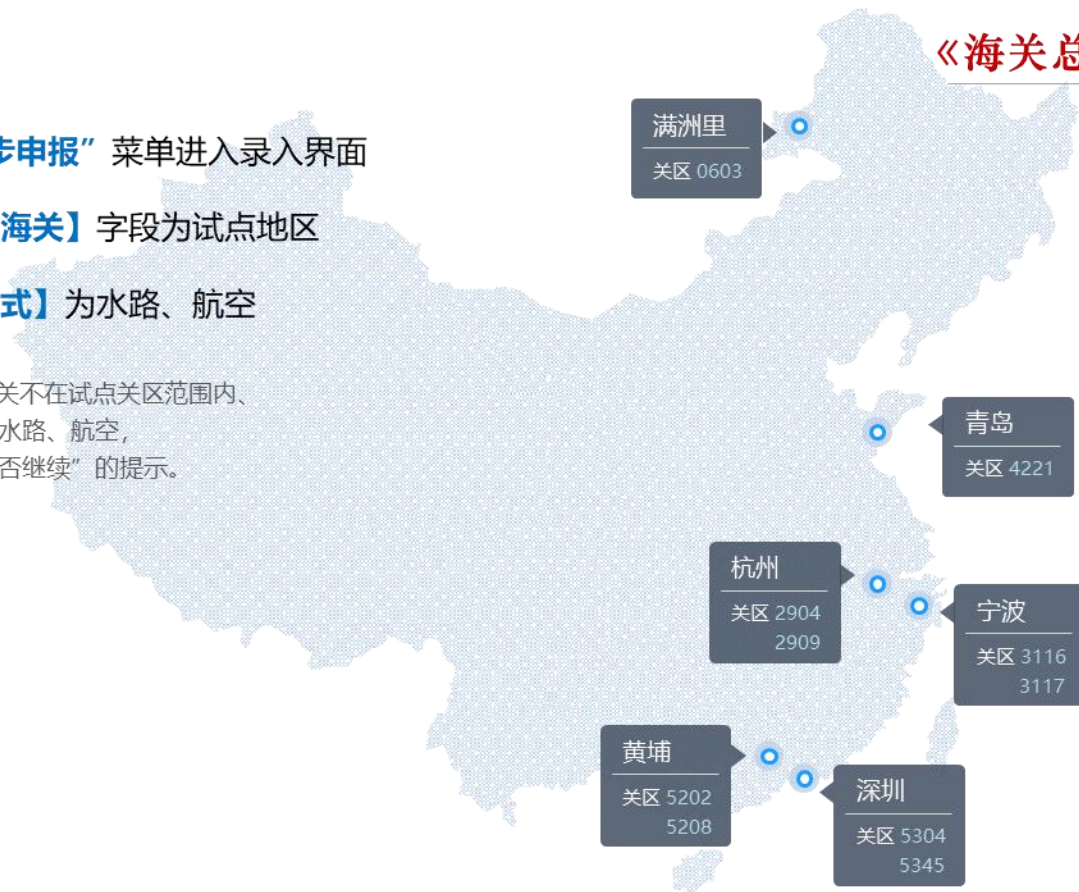 《海关总
步申报”菜单进入录入界面
海关】字段为试点地区
式】为水路、航空
关不在试点关区范围内、
水路、航空，
否继续”的提示。
满洲里
关区 0603
青岛
关区 4221
杭州
关区 2904
2909
宁波
关区 3116
3117
黄埔
关区 5202
5208
深圳
关区 5304
5345